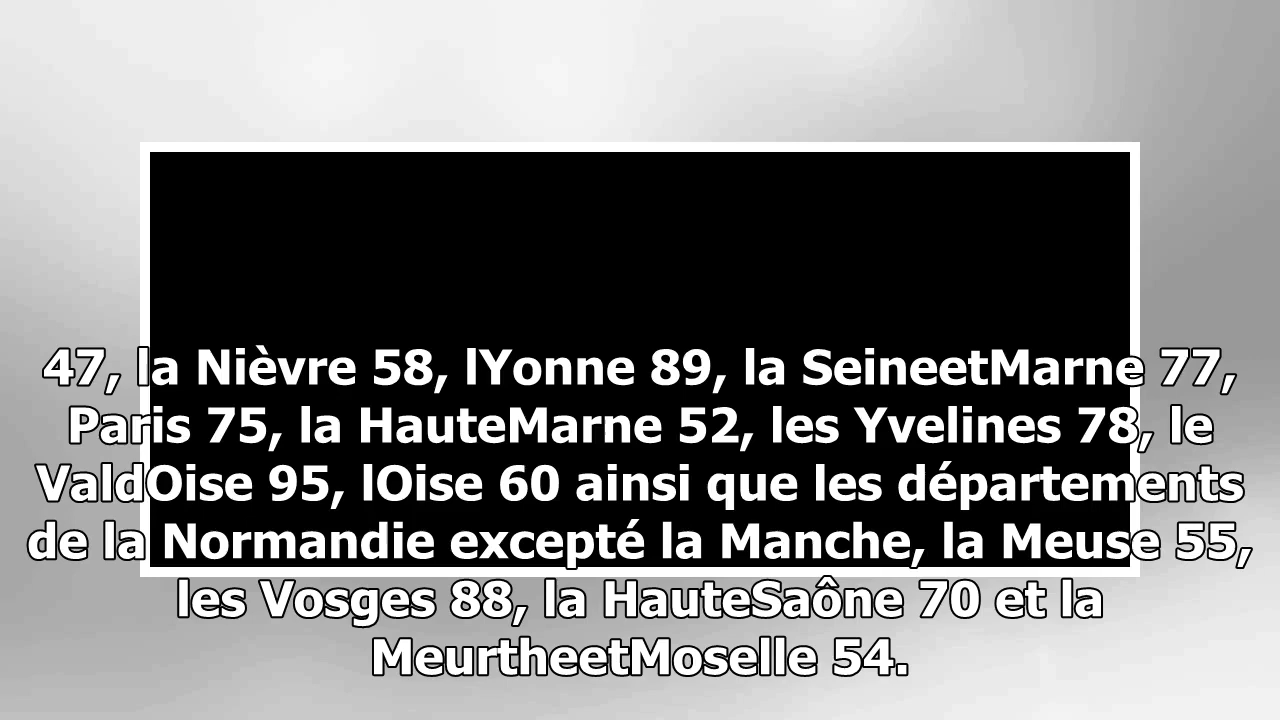 47, la Nièvre 58, lYonne 89, la SeineetMarne 77,
Paris 75, la HauteMarne 52, les Yvelines 78, le
ValdOise 95, lOise 60 ainsi que les départements
de la Normandie excepté la Manche, la Meuse 55,
les Vosges 88, la HauteSaône 70 et la
MeurtheetMoselle 54.